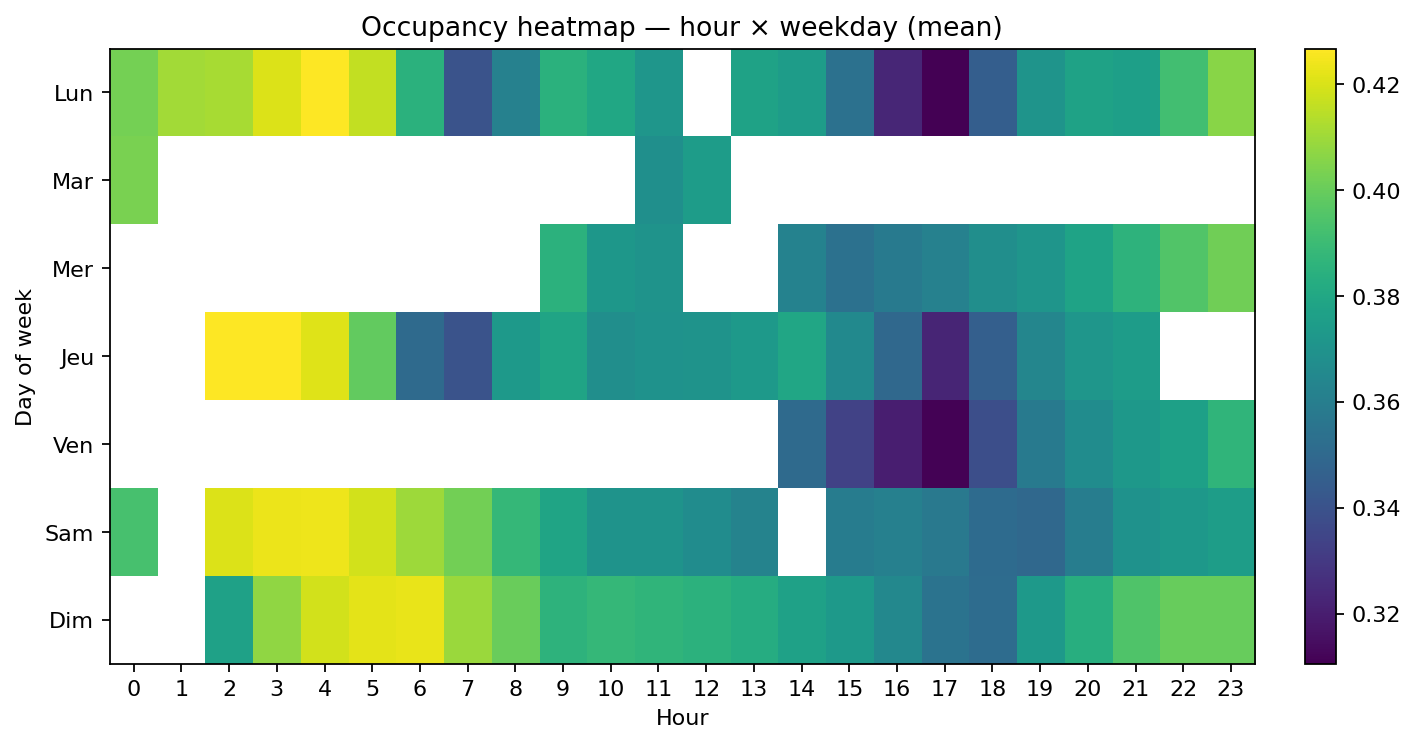 Occupancy heatmap — hour × weekday (mean)
Lun
Mar
Mer
Jeu
Ven
Sam
Dim
Day of week
0 1 2 3 4 5 6 7 8 9 10 11 12 13 14 15 16 17 18 19 20 21 22 23
Hour
0.42
0.40
0.38
0.36
0.34
0.32